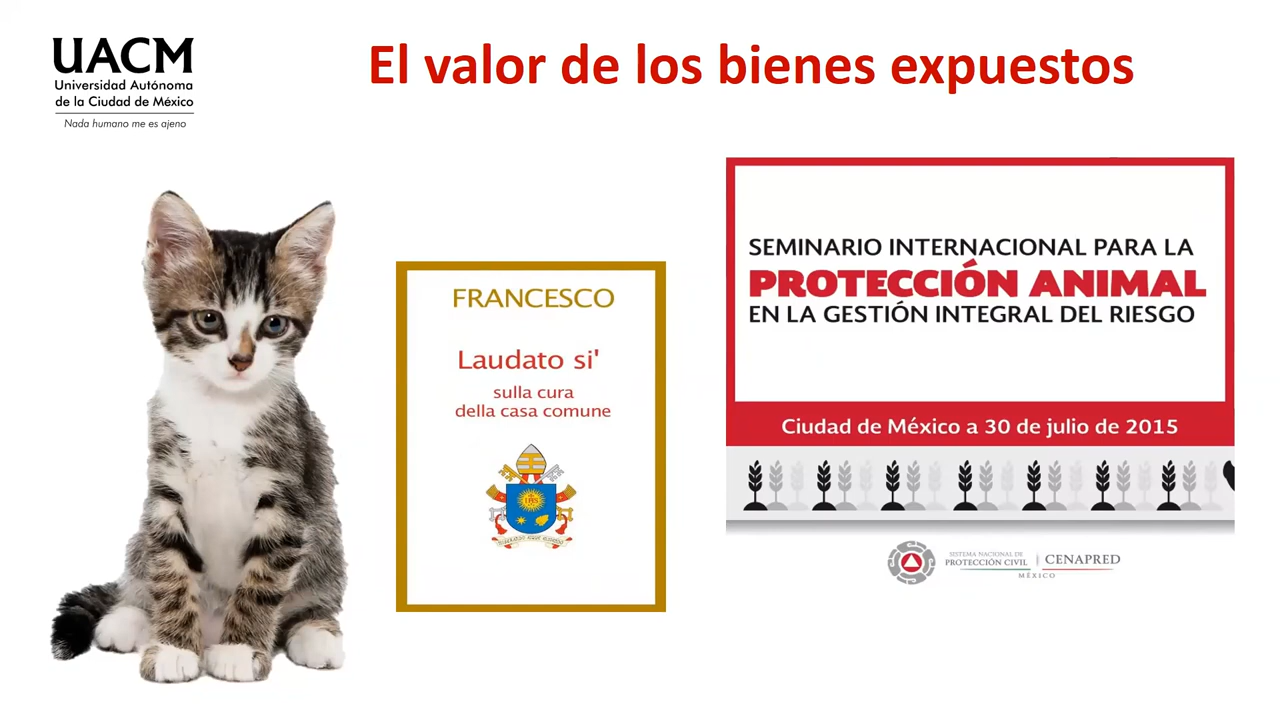 UACM
Universidad Autónoma
de la Ciudad de México
Nada humano me es ajeno
El valor de los bienes expuestos
FRANCESCO
Laudato si'
sulla cura
della casa comune
SEMINARIO INTERNACIONAL PARA LA
PROTECCIÓN ANIMAL
EN LA GESTIÓN INTEGRAL DEL RIESGO
Ciudad de México a 30 de julio de 2015
SISTEMA NACIONAL DE
PROTECCIÓN CIVIL
CENAPRED
MÉXICO